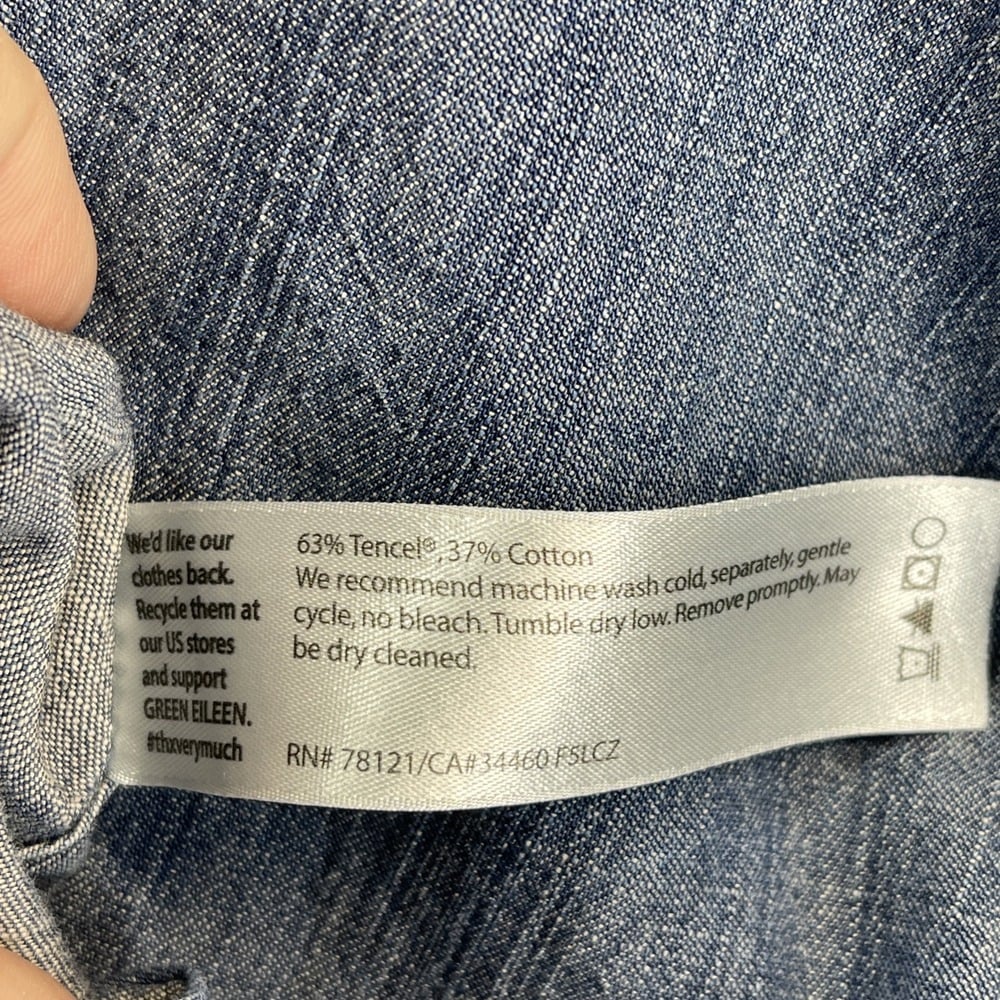 We'd like our
clothes back.
Recycle them at
our US stores
and support
GREEN EILEEN.
#thxverymuch
63% Tencel®, 37% Cotton
We recommend machine wash cold, separately, gentle
cycle, no bleach. Tumble dry low. Remove promptly. May
be dry cleaned.
RN# 78121/CA#34460 F5LCZ